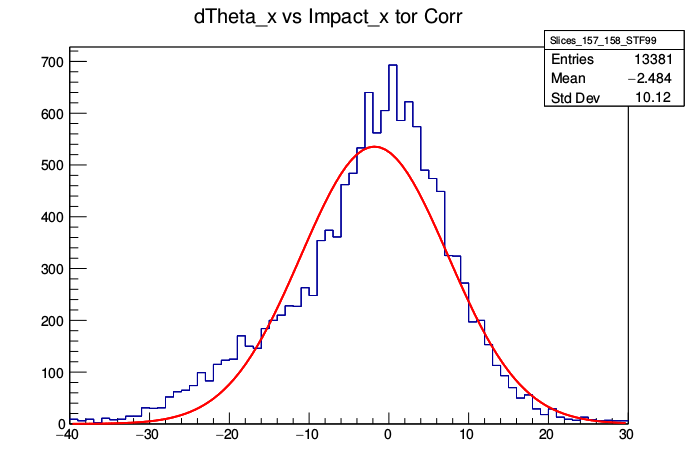 dTheta_x vs Impact_x tor Corr
Slices_157_158_STF99
Entries 13381
Mean −2.484
Std Dev 10.12
700
600
500
400
300
200
100
0
−40 −30 −20 −10 0 10 20 30